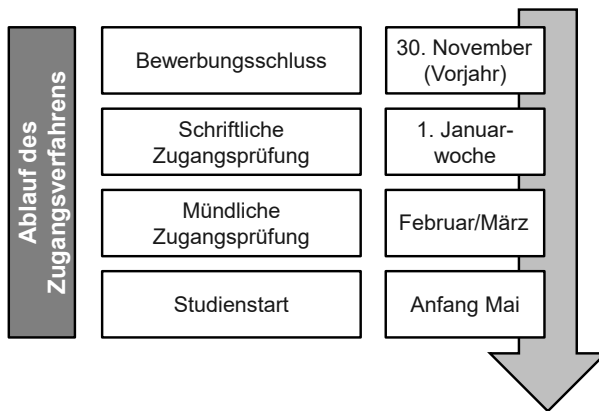 Ablauf des
Zugangsverfahrens
Bewerbungsschluss
30. November
(Vorjahr)
Schriftliche
Zugangsprüfung
1. Januar-
woche
Mündliche
Zugangsprüfung
Februar/März
Studienstart
Anfang Mai